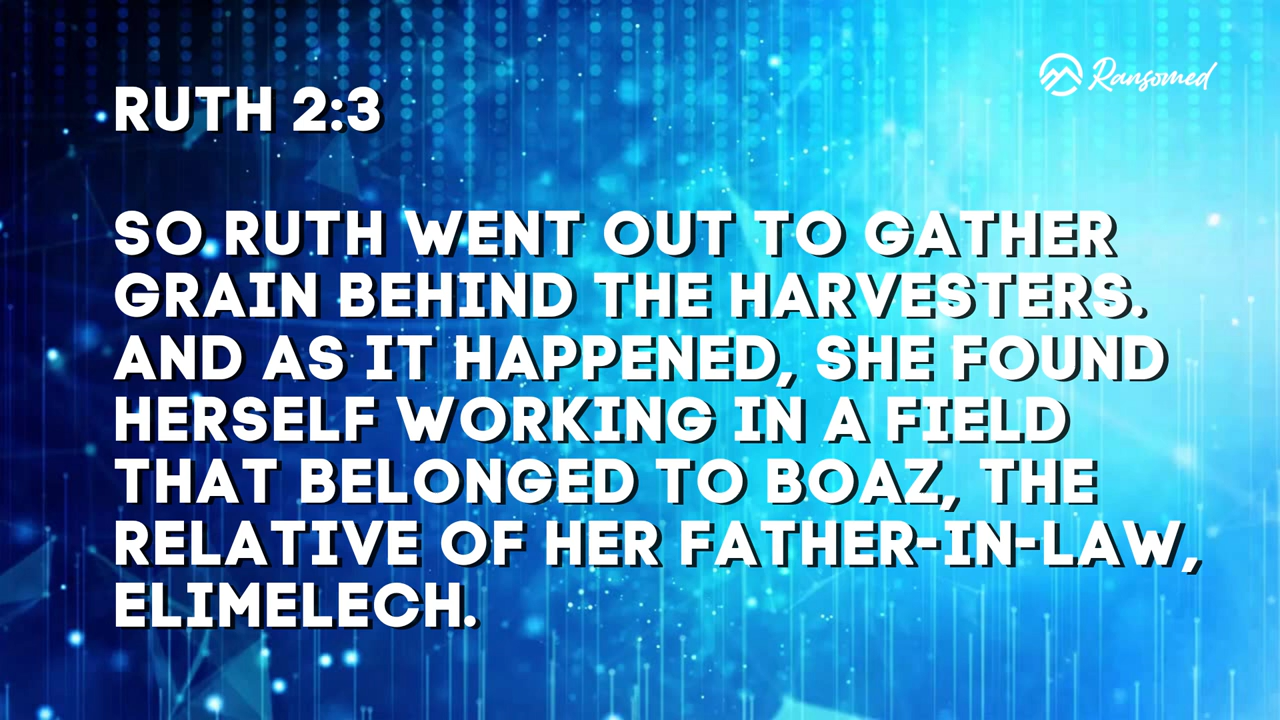 Ransomed
RUTH 2:3
SO RUTH WENT OUT TO GATHER
GRAIN BEHIND THE HARVESTERS.
AND AS IT HAPPENED, SHE FOUND
HERSELF WORKING IN A FIELD
THAT BELONGED TO BOAZ, THE
RELATIVE OF HER FATHER-IN-LAW,
ELIMELECH.